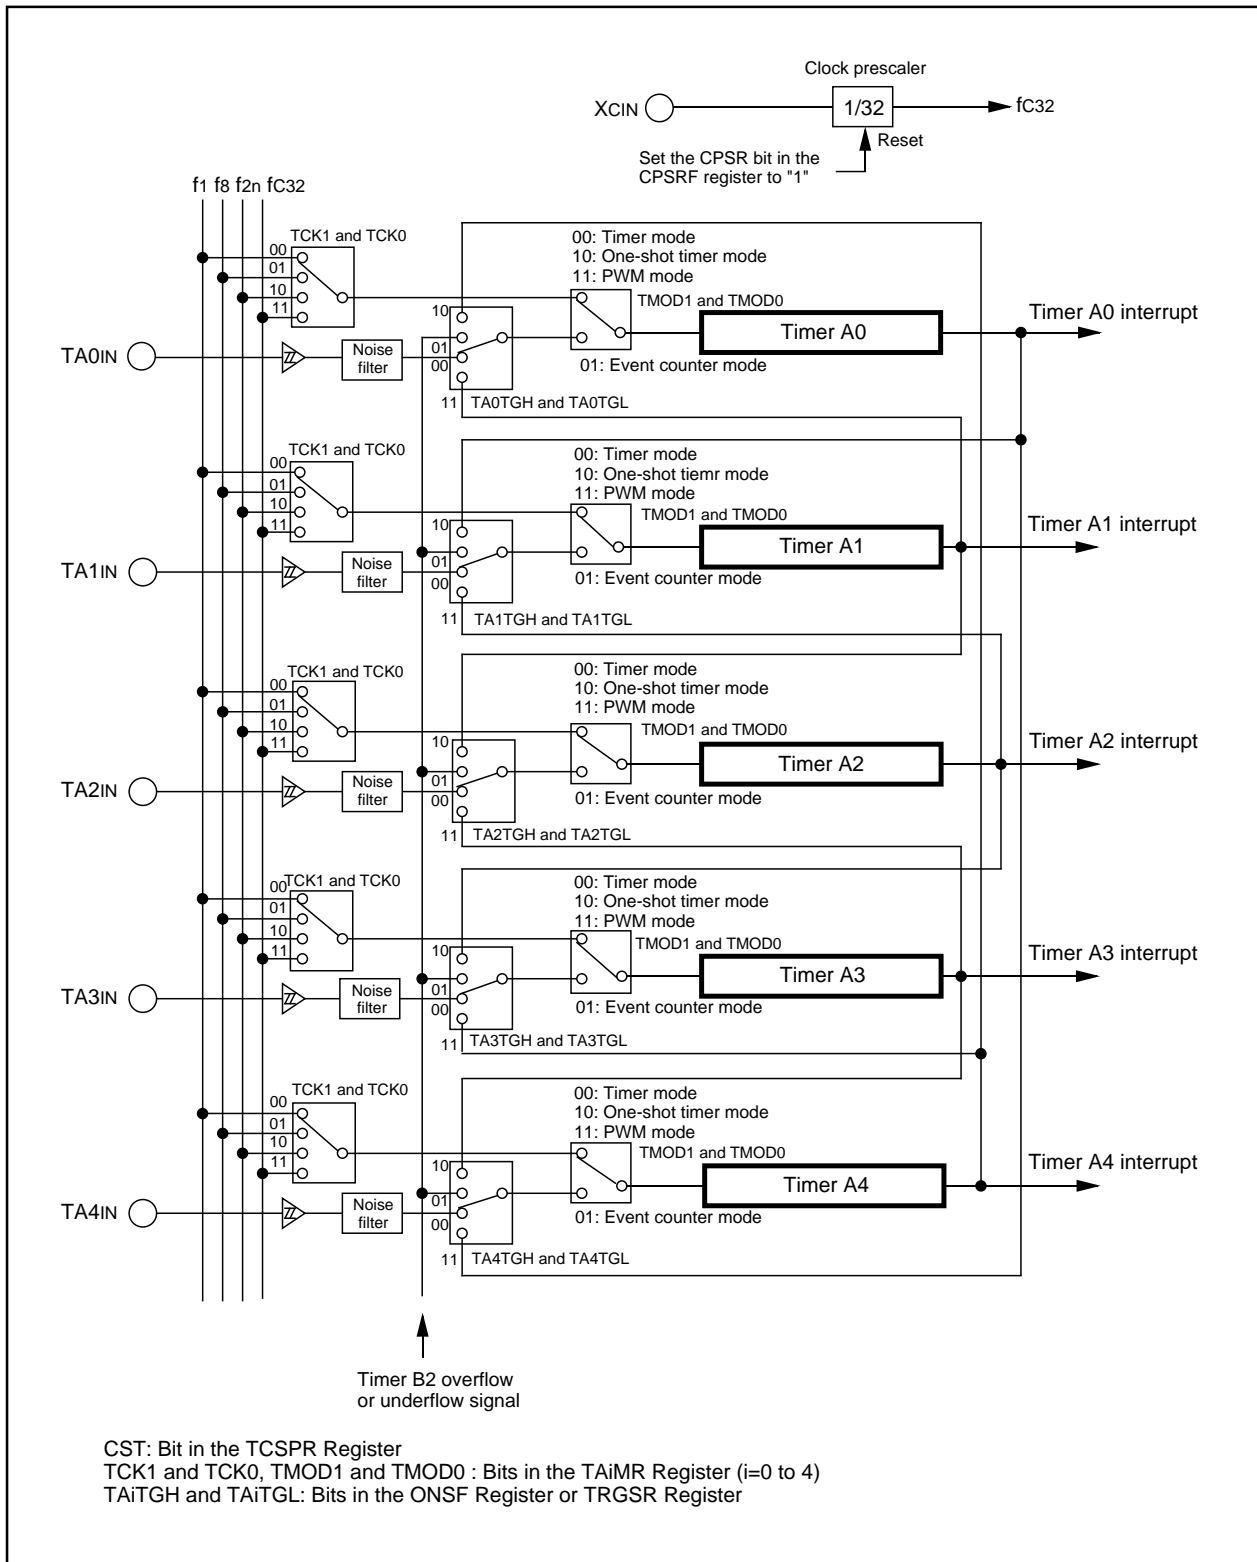 Clock prescaler
XCIN
1/32
fC32
Reset
Set the CPSR bit in the
CPSRF register to "1"
f1 f8 f2n fC32
TCK1 and TCK0
00
01
10
11
00: Timer mode
10: One-shot timer mode
11: PWM mode
TMOD1 and TMOD0
Timer A0
Timer A0 interrupt
01: Event counter mode
TA0IN
Noise
filter
10
01
00
11
TA0TGH and TA0TGL
TCK1 and TCK0
00
01
10
11
00: Timer mode
10: One-shot tiemr mode
11: PWM mode
TMOD1 and TMOD0
Timer A1
Timer A1 interrupt
01: Event counter mode
TA1IN
Noise
filter
10
01
00
11
TA1TGH and TA1TGL
TCK1 and TCK0
00
01
10
11
00: Timer mode
10: One-shot timer mode
11: PWM mode
TMOD1 and TMOD0
Timer A2
Timer A2 interrupt
01: Event counter mode
TA2IN
Noise
filter
10
01
00
11
TA2TGH and TA2TGL
TCK1 and TCK0
00
01
10
11
00: Timer mode
10: One-shot timer mode
11: PWM mode
TMOD1 and TMOD0
Timer A3
Timer A3 interrupt
01: Event counter mode
TA3IN
Noise
filter
10
01
00
11
TA3TGH and TA3TGL
TCK1 and TCK0
00
01
10
11
00: Timer mode
10: One-shot timer mode
11: PWM mode
TMOD1 and TMOD0
Timer A4
Timer A4 interrupt
01: Event counter mode
TA4IN
Noise
filter
10
01
00
11
TA4TGH and TA4TGL
Timer B2 overflow
or underflow signal
CST: Bit in the TCSPR Register
TCK1 and TCK0, TMOD1 and TMOD0 : Bits in the TAiMR Register (i=0 to 4)
TAiTGH and TAiTGL: Bits in the ONSF Register or TRGSR Register